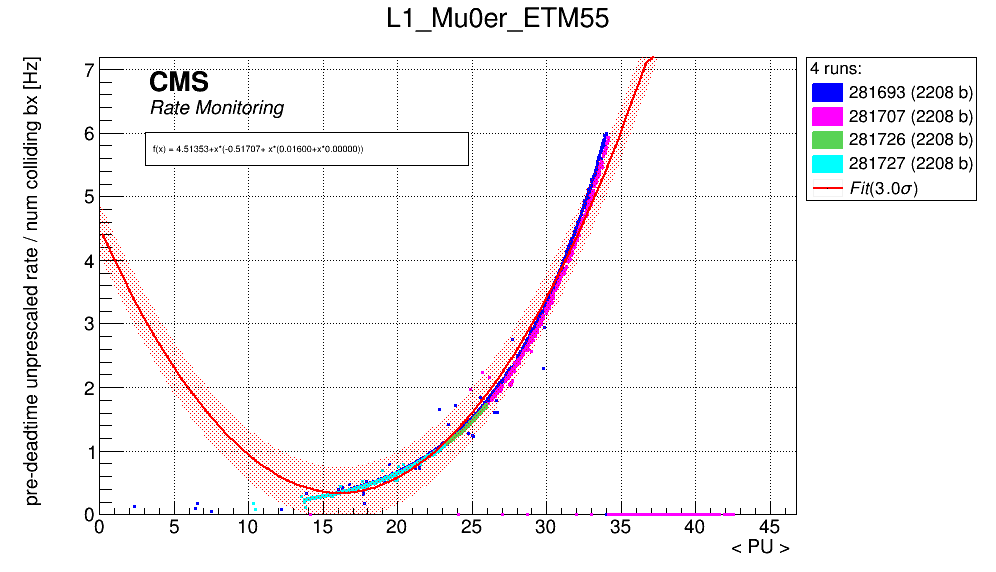 L1_Mu0er_ETM55
pre-deadtime unprescaled rate / num colliding bx [Hz]
7
6
5
4
3
2
1
0
CMS
Rate Monitoring
f(x) = 4.51353+x*(-0.51707+ x*(0.01600+x*0.00000))
0 5 10 15 20 25 30 35 40 45
< PU >
4 runs:
281693 (2208 b)
281707 (2208 b)
281726 (2208 b)
281727 (2208 b)
Fit(3.0σ)